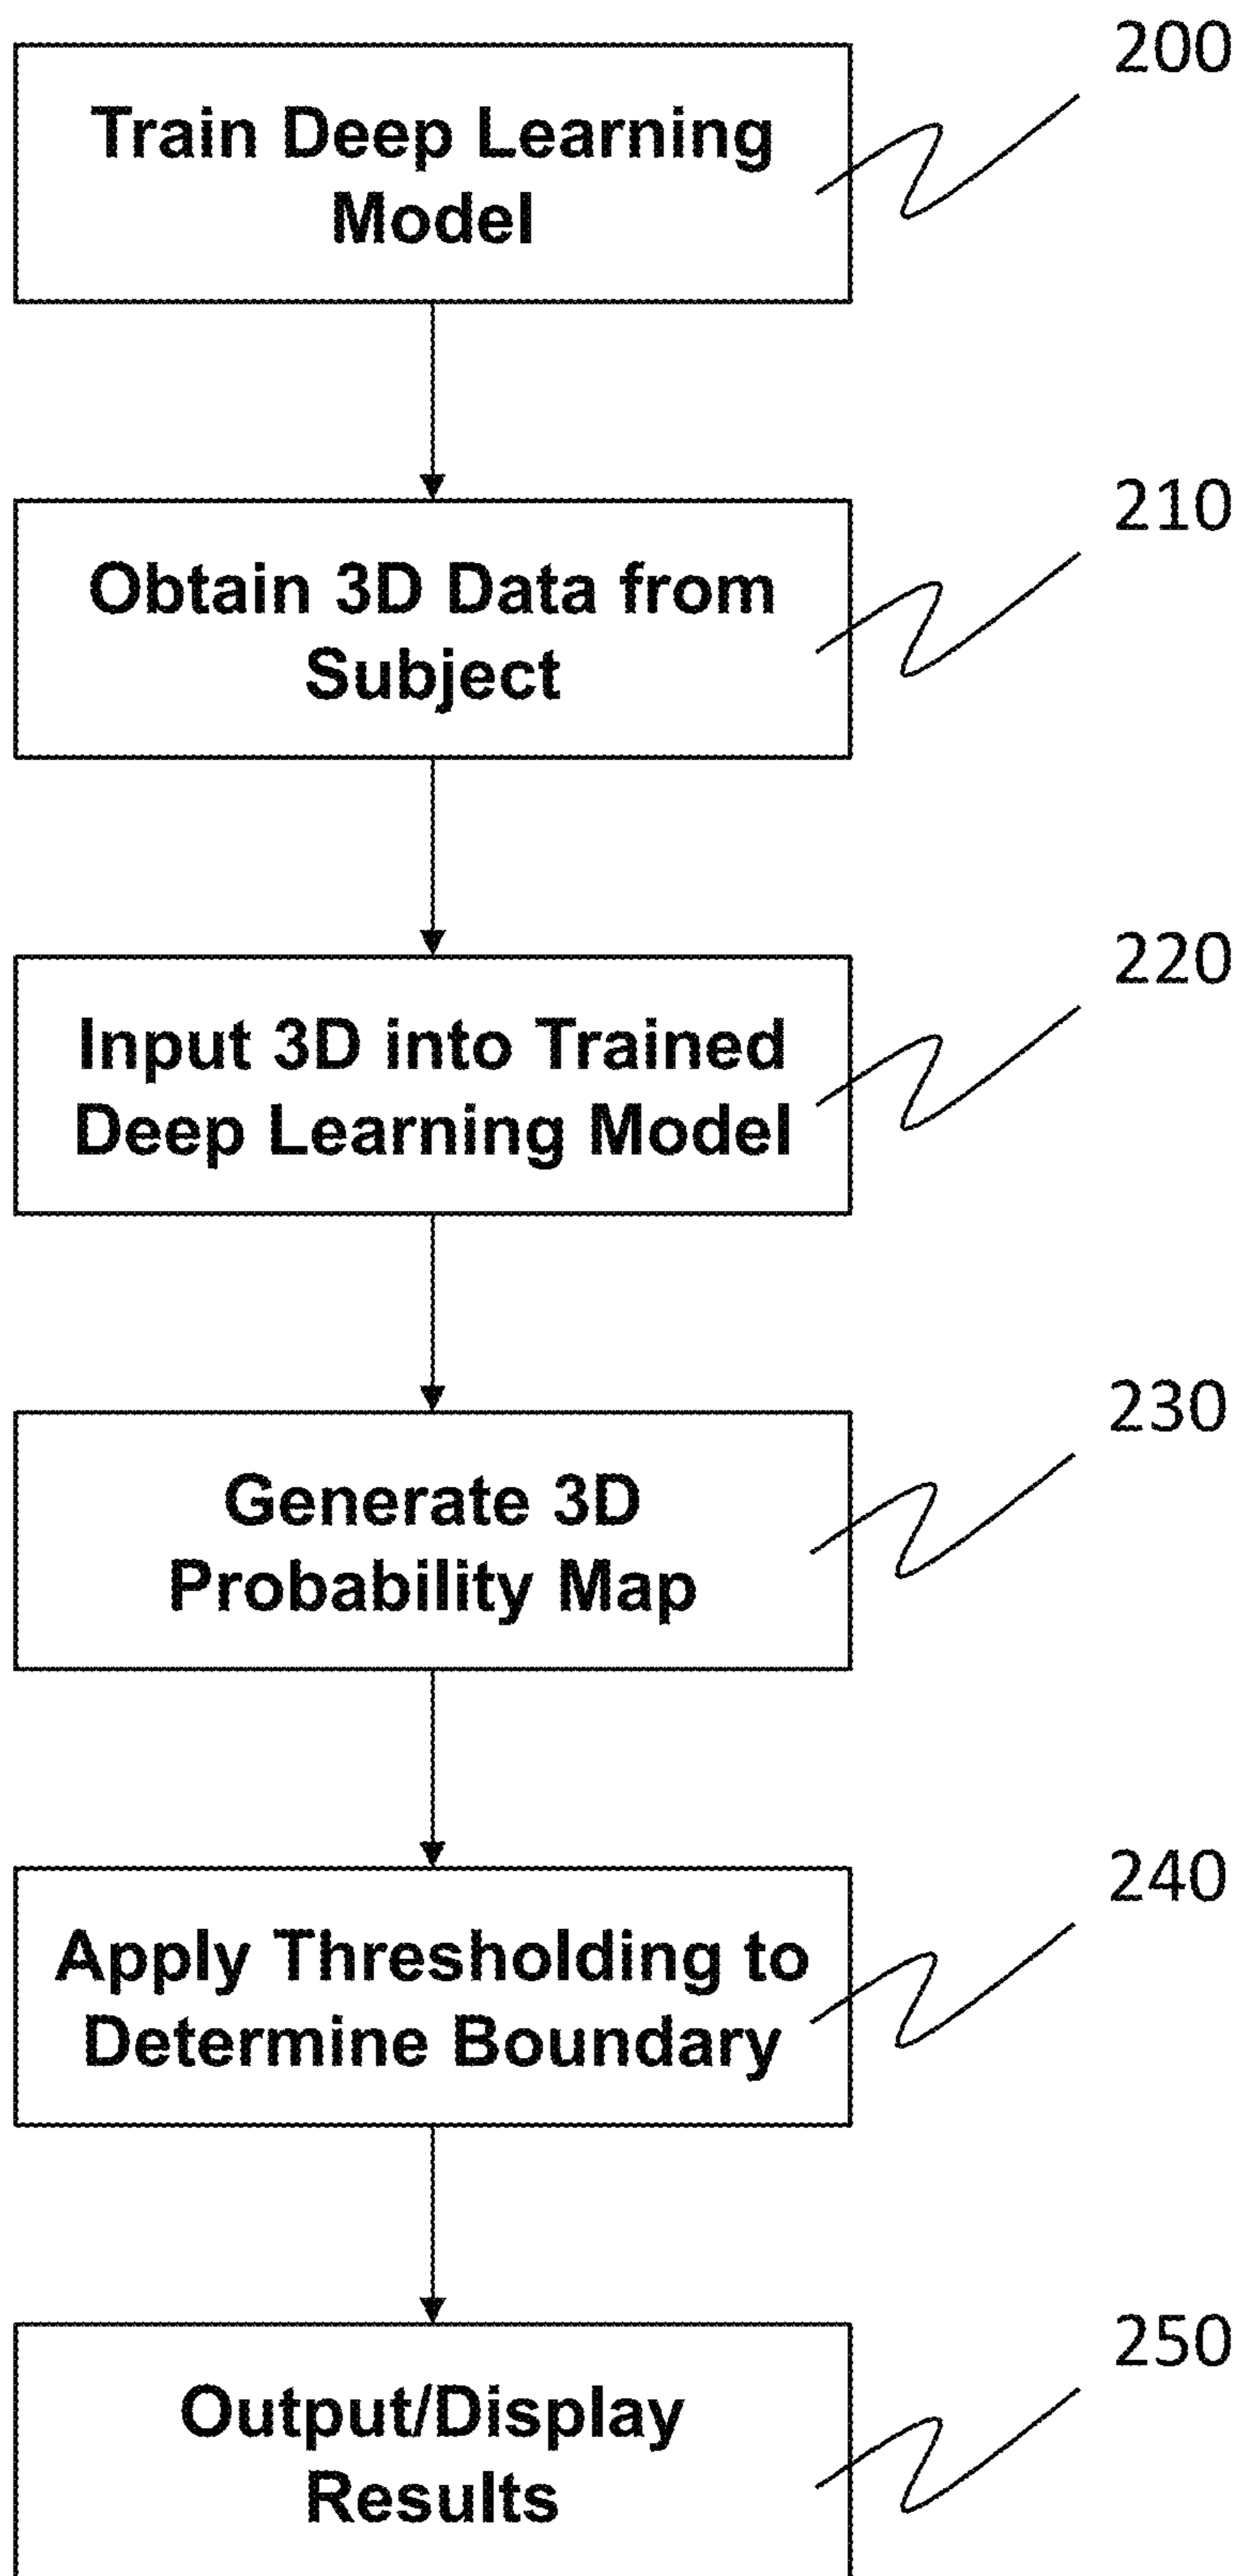 200
Train Deep Learning
Model
210
Obtain 3D Data from
Subject
220
Input 3D into Trained
Deep Learning Model
230
Generate 3D
Probability Map
240
Apply Thresholding to
Determine Boundary
250
Output/Display
Results